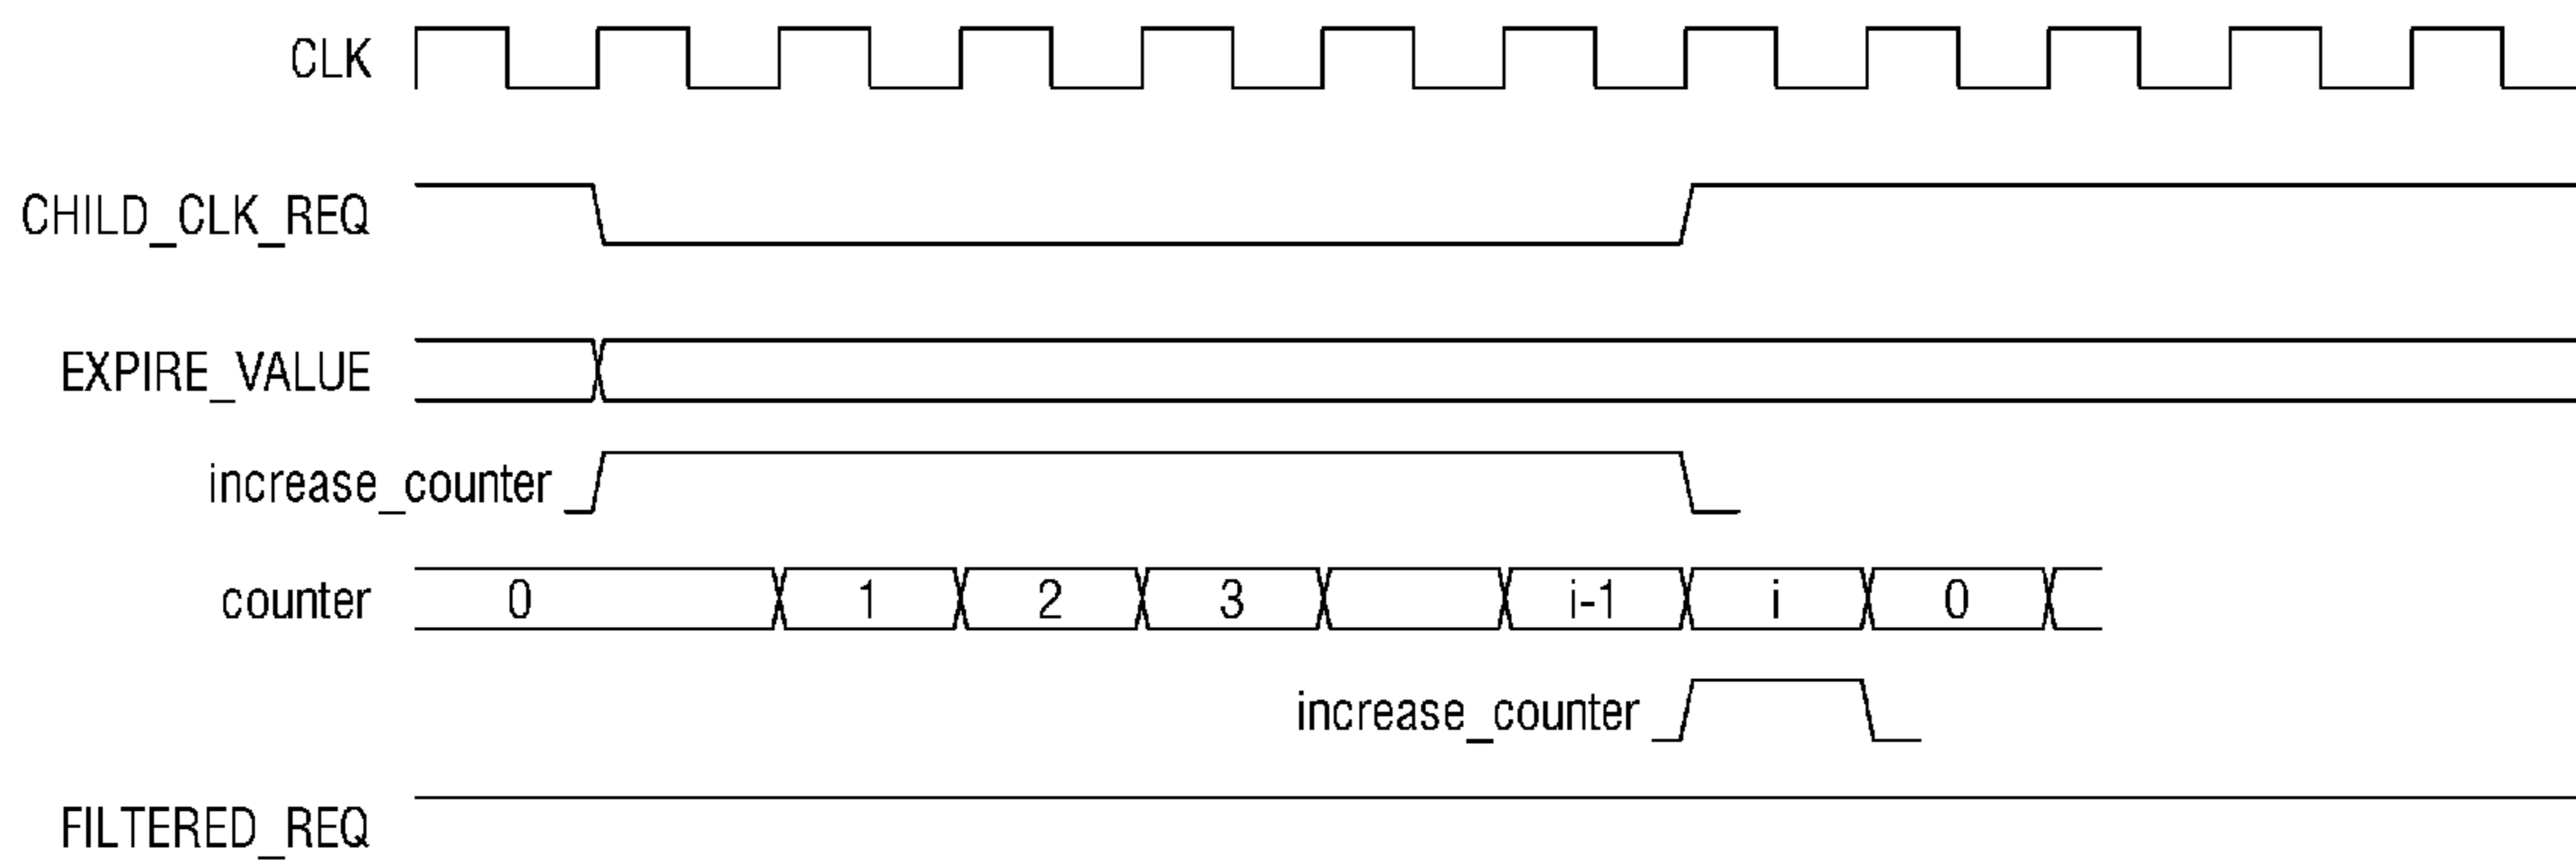 CLK
CHILD_CLK_REQ
EXPIRE_VALUE
increase_counter
counter 0 1 2 3 i-1 i 0
increase_counter
FILTERED_REQ